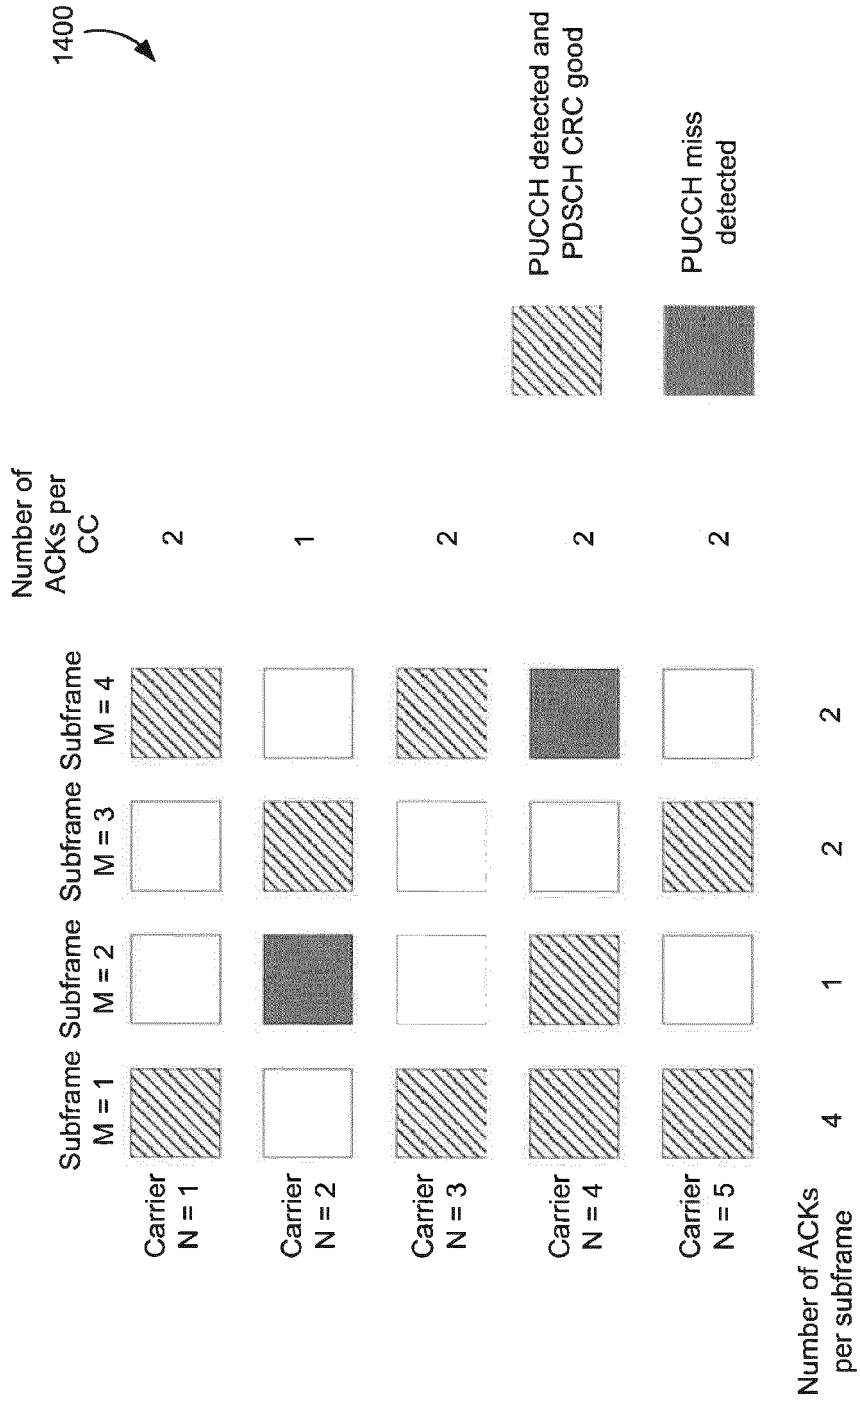 1400
Subframe
M = 1
Subframe
M = 2
Subframe
M = 3
Subframe
M = 4
Number of
ACKs per
CC
Carrier
N = 1
2
Carrier
N = 2
1
Carrier
N = 3
2
Carrier
N = 4
2
Carrier
N = 5
2
Number of ACKs
per subframe
4
1
2
2
PUCCH detected and
PDSCH CRC good
PUCCH miss
detected